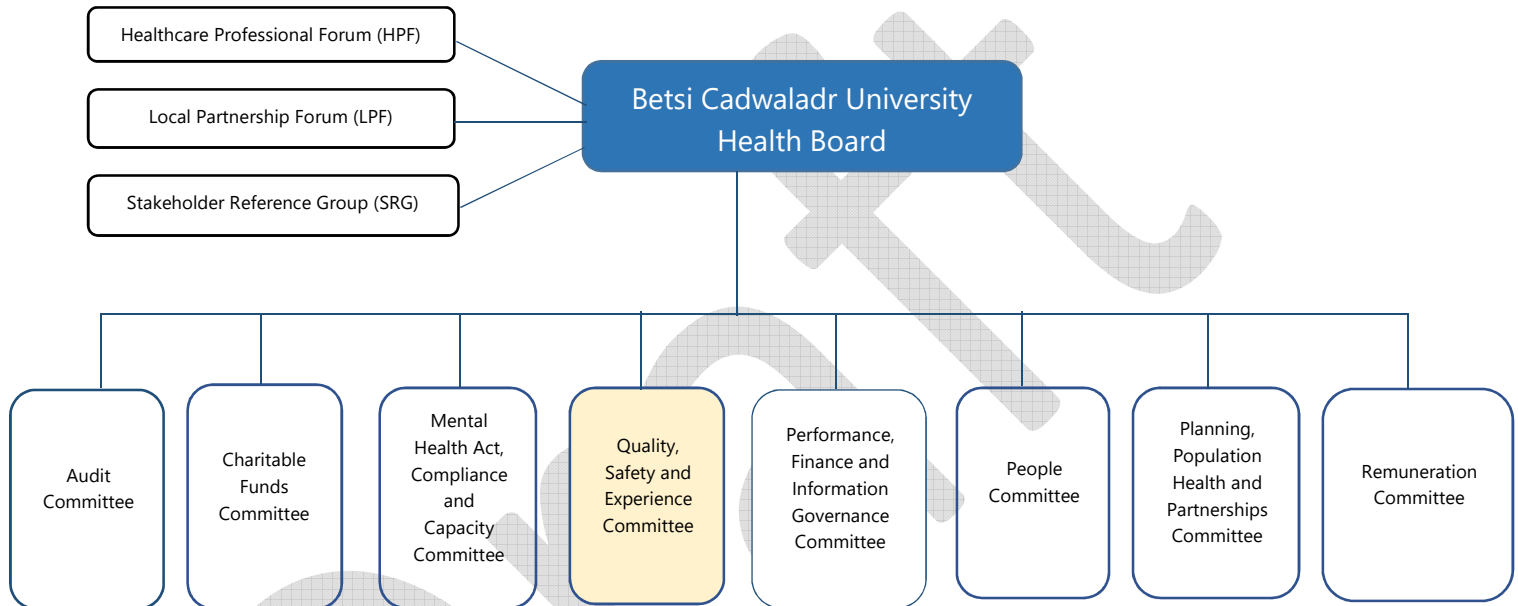 Healthcare Professional Forum (HPF)
Local Partnership Forum (LPF)
Stakeholder Reference Group (SRG)
Betsi Cadwaladr University
Health Board
Audit
Committee
Charitable
Funds
Committee
Mental
Health Act,
Compliance
and
Capacity
Committee
Quality,
Safety and
Experience
Committee
Performance,
Finance and
Information
Governance
Committee
People
Committee
Planning,
Population
Health and
Partnerships
Committee
Remuneration
Committee